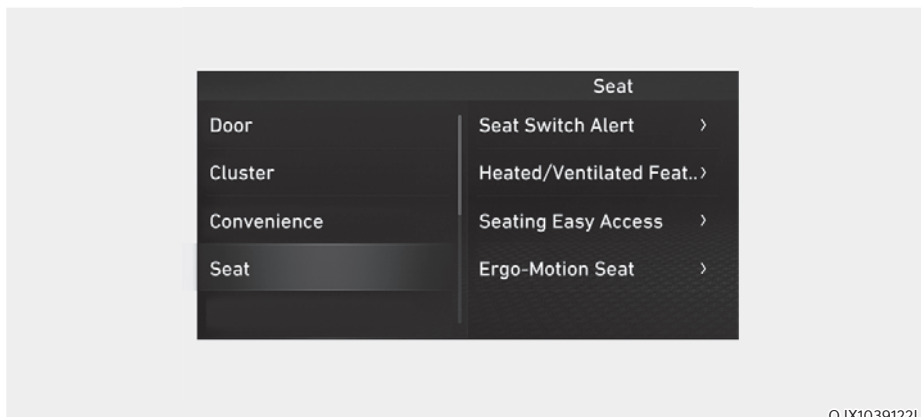 Seat
Door
Cluster
Convenience
Seat
Seat Switch Alert >
Heated/Ventilated Feat..>
Seating Easy Access >
Ergo-Motion Seat >